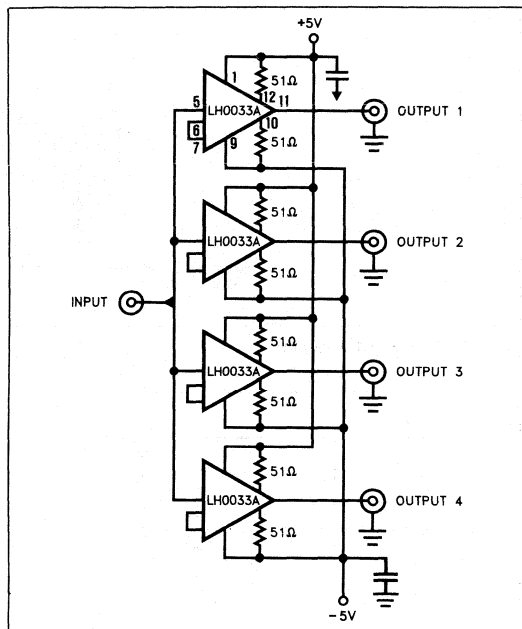 +5V
1
51Ω
12
5
LH0033A
11
OUTPUT 1
6
10
7
9
51Ω
51Ω
LH0033A
OUTPUT 2
51Ω
INPUT
51Ω
LH0033A
OUTPUT 3
51Ω
51Ω
LH0033A
OUTPUT 4
51Ω
-5V